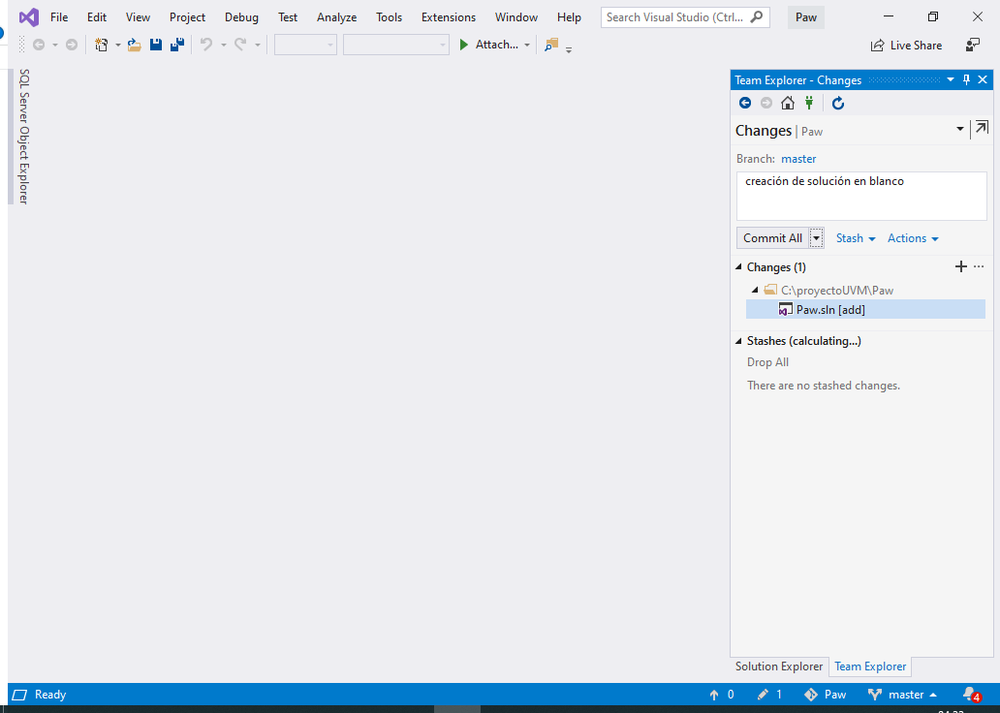 File Edit View Project Debug Test Analyze Tools Extensions Window Help Search Visual Studio (Ctrl... Paw
Attach... Live Share
SQL Server Object Explorer
Team Explorer - Changes
Changes | Paw
Branch: master
creación de solución en blanco
Commit All Stash Actions
Changes (1)
C:\proyectoUVM\Paw
Paw.sln [add]
Stashes (calculating...)
Drop All
There are no stashed changes.
Solution Explorer Team Explorer
Ready 0 1 Paw master 4